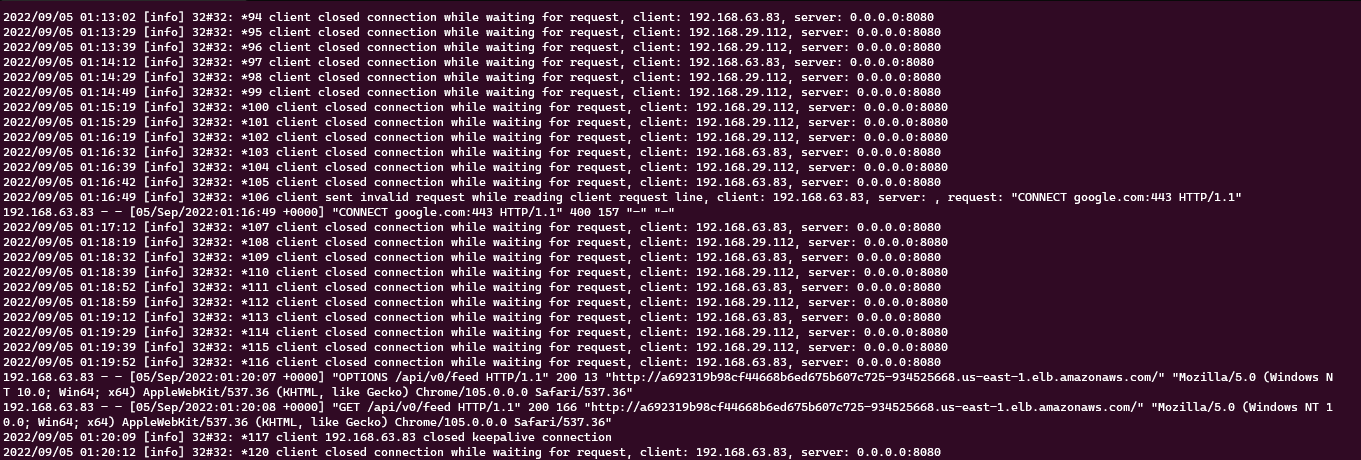 2022/09/05 01:13:02 [info] 32#32: *94 client closed connection while waiting for request, client: 192.168.63.83, server: 0.0.0.0:8080
2022/09/05 01:13:29 [info] 32#32: *95 client closed connection while waiting for request, client: 192.168.29.112, server: 0.0.0.0:8080
2022/09/05 01:13:39 [info] 32#32: *96 client closed connection while waiting for request, client: 192.168.29.112, server: 0.0.0.0:8080
2022/09/05 01:14:12 [info] 32#32: *97 client closed connection while waiting for request, client: 192.168.63.83, server: 0.0.0.0:8080
2022/09/05 01:14:29 [info] 32#32: *98 client closed connection while waiting for request, client: 192.168.29.112, server: 0.0.0.0:8080
2022/09/05 01:14:49 [info] 32#32: *99 client closed connection while waiting for request, client: 192.168.29.112, server: 0.0.0.0:8080
2022/09/05 01:15:19 [info] 32#32: *100 client closed connection while waiting for request, client: 192.168.29.112, server: 0.0.0.0:8080
2022/09/05 01:15:29 [info] 32#32: *101 client closed connection while waiting for request, client: 192.168.29.112, server: 0.0.0.0:8080
2022/09/05 01:16:19 [info] 32#32: *102 client closed connection while waiting for request, client: 192.168.29.112, server: 0.0.0.0:8080
2022/09/05 01:16:32 [info] 32#32: *103 client closed connection while waiting for request, client: 192.168.63.83, server: 0.0.0.0:8080
2022/09/05 01:16:39 [info] 32#32: *104 client closed connection while waiting for request, client: 192.168.29.112, server: 0.0.0.0:8080
2022/09/05 01:16:42 [info] 32#32: *105 client closed connection while waiting for request, client: 192.168.63.83, server: 0.0.0.0:8080
2022/09/05 01:16:49 [info] 32#32: *106 client sent invalid request while reading client request line, client: 192.168.63.83, server: , request: "CONNECT google.com:443 HTTP/1.1"
192.168.63.83 - - [05/Sep/2022:01:16:49 +0000] "CONNECT google.com:443 HTTP/1.1" 400 157 "-" "-"
2022/09/05 01:17:12 [info] 32#32: *107 client closed connection while waiting for request, client: 192.168.63.83, server: 0.0.0.0:8080
2022/09/05 01:18:19 [info] 32#32: *108 client closed connection while waiting for request, client: 192.168.29.112, server: 0.0.0.0:8080
2022/09/05 01:18:32 [info] 32#32: *109 client closed connection while waiting for request, client: 192.168.63.83, server: 0.0.0.0:8080
2022/09/05 01:18:39 [info] 32#32: *110 client closed connection while waiting for request, client: 192.168.29.112, server: 0.0.0.0:8080
2022/09/05 01:18:52 [info] 32#32: *111 client closed connection while waiting for request, client: 192.168.63.83, server: 0.0.0.0:8080
2022/09/05 01:18:59 [info] 32#32: *112 client closed connection while waiting for request, client: 192.168.29.112, server: 0.0.0.0:8080
2022/09/05 01:19:12 [info] 32#32: *113 client closed connection while waiting for request, client: 192.168.63.83, server: 0.0.0.0:8080
2022/09/05 01:19:29 [info] 32#32: *114 client closed connection while waiting for request, client: 192.168.29.112, server: 0.0.0.0:8080
2022/09/05 01:19:39 [info] 32#32: *115 client closed connection while waiting for request, client: 192.168.29.112, server: 0.0.0.0:8080
2022/09/05 01:19:52 [info] 32#32: *116 client closed connection while waiting for request, client: 192.168.63.83, server: 0.0.0.0:8080
192.168.63.83 - - [05/Sep/2022:01:20:07 +0000] "OPTIONS /api/v0/feed HTTP/1.1" 200 13 "http://a692319b98cf44668b6ed675b607c725-934525668.us-east-1.elb.amazonaws.com/" "Mozilla/5.0 (Windows N
T 10.0; Win64; x64) AppleWebKit/537.36 (KHTML, like Gecko) Chrome/105.0.0.0 Safari/537.36"
192.168.63.83 - - [05/Sep/2022:01:20:08 +0000] "GET /api/v0/feed HTTP/1.1" 200 166 "http://a692319b98cf44668b6ed675b607c725-934525668.us-east-1.elb.amazonaws.com/" "Mozilla/5.0 (Windows NT 1
0.0; Win64; x64) AppleWebKit/537.36 (KHTML, like Gecko) Chrome/105.0.0.0 Safari/537.36"
2022/09/05 01:20:09 [info] 32#32: *117 client 192.168.63.83 closed keepalive connection
2022/09/05 01:20:12 [info] 32#32: *120 client closed connection while waiting for request, client: 192.168.63.83, server: 0.0.0.0:8080